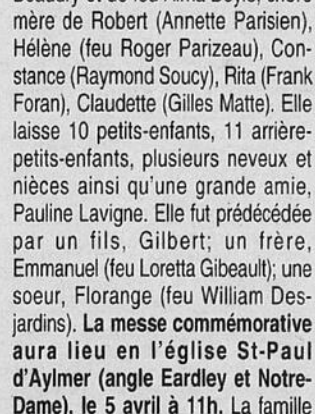 Beaudry et de feu Alma Boyle, chère
mère de Robert (Annette Parisien),
Hélène (feu Roger Parizeau), Con-
stance (Raymond Soucy), Rita (Frank
Foran), Claudette (Gilles Matte). Elle
laisse 10 petits-enfants, 11 arrière-
petits-enfants, plusieurs neveux et
nièces ainsi qu'une grande amie,
Pauline Lavigne. Elle fut prédécédée
par un fils, Gilbert; un frère,
Emmanuel (feu Loretta Gibeault); une
soeur, Florange (feu William Des-
jardins). La messe commémorative
aura lieu en l'église St-Paul
d'Aylmer (angle Eardley et Notre-
Dame), le 5 avril à 11h. La famille